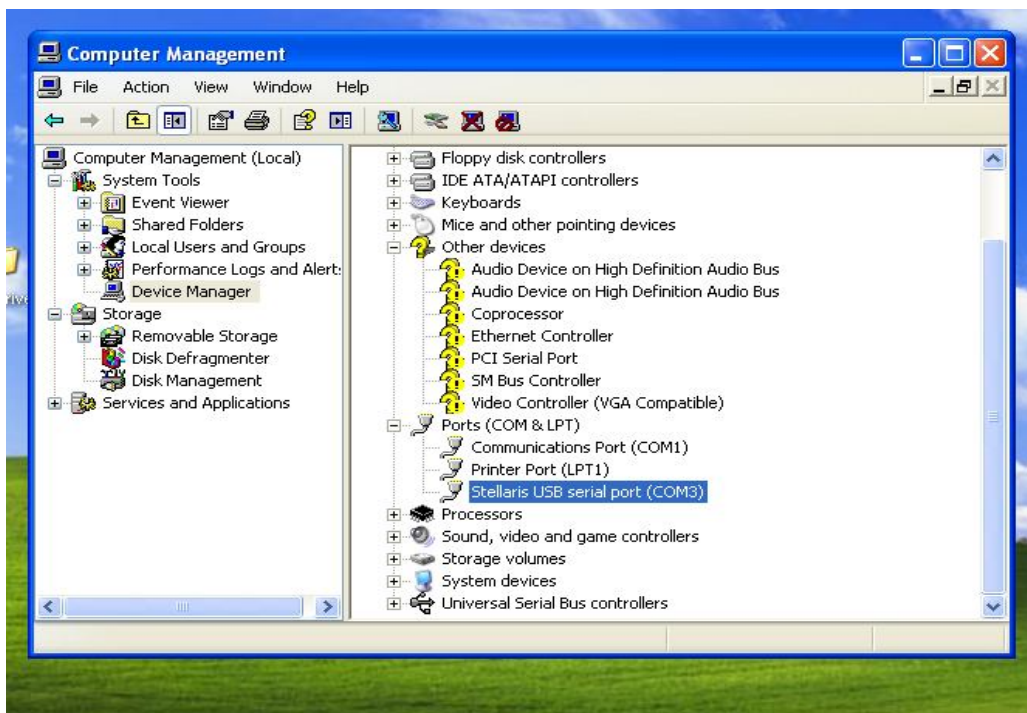 Computer Management
File Action View Window Help
Computer Management (Local)
System Tools
Event Viewer
Shared Folders
Local Users and Groups
Performance Logs and Alert
Device Manager
Storage
Removable Storage
Disk Defragmenter
Disk Management
Services and Applications
Floppy disk controllers
IDE ATA/ATAPI controllers
Keyboards
Mice and other pointing devices
Other devices
Audio Device on High Definition Audio Bus
Audio Device on High Definition Audio Bus
Coprocessor
Ethernet Controller
PCI Serial Port
SM Bus Controller
Video Controller (VGA Compatible)
Ports (COM & LPT)
Communications Port (COM1)
Printer Port (LPT1)
Stellaris USB serial port (COM3)
Processors
Sound, video and game controllers
Storage volumes
System devices
Universal Serial Bus controllers